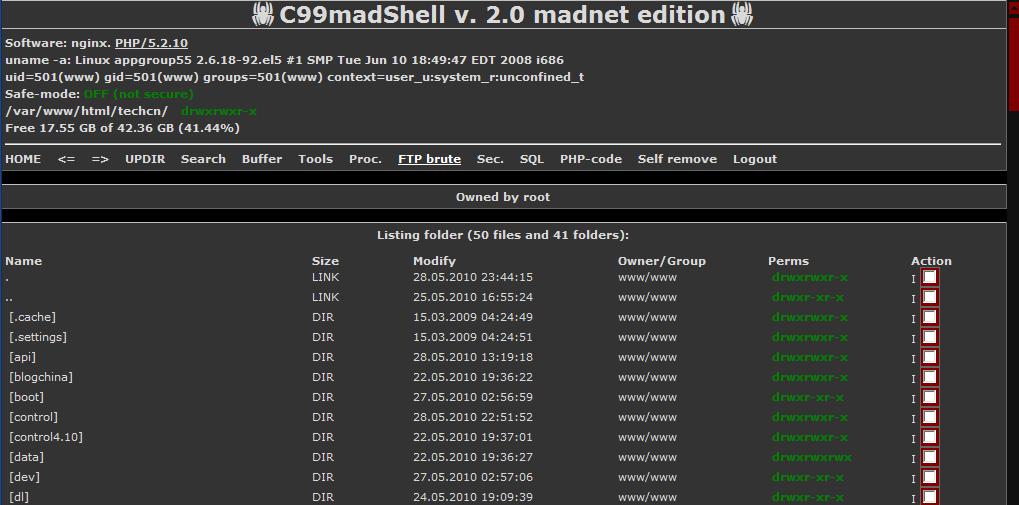 C99madShell v. 2.0 madnet edition
Software: nginx. PHP/5.2.10
uname -a: Linux appgroup55 2.6.18-92.el5 #1 SMP Tue Jun 10 18:49:47 EDT 2008 i686
uid=501(www) gid=501(www) groups=501(www) context=user_u:system_r:unconfined_t
Safe-mode: OFF (not secure)
/var/www/html/techcn/ drwxrwxr-x
Free 17.55 GB of 42.36 GB (41.44%)
HOME <= => UPDIR Search Buffer Tools Proc. FTP brute Sec. SQL PHP-code Self remove Logout
Owned by root
Listing folder (50 files and 41 folders):
Name Size Modify Owner/Group Perms Action
. LINK 28.05.2010 23:44:15 www/www drwxrwxr-x I
.. LINK 25.05.2010 16:55:24 www/www drwxr-xr-x I
[.cache] DIR 15.03.2009 04:24:49 www/www drwxrwxr-x I
[.settings] DIR 15.03.2009 04:24:51 www/www drwxrwxr-x I
[api] DIR 28.05.2010 13:19:18 www/www drwxrwxr-x I
[blogchina] DIR 22.05.2010 19:36:22 www/www drwxrwxr-x I
[boot] DIR 27.05.2010 02:56:59 www/www drwxr-xr-x I
[control] DIR 28.05.2010 22:51:52 www/www drwxrwxr-x I
[control4.10] DIR 22.05.2010 19:37:01 www/www drwxrwxr-x I
[data] DIR 22.05.2010 19:36:27 www/www drwxrwxrwx I
[dev] DIR 27.05.2010 02:57:06 www/www drwxr-xr-x I
[dl] DIR 24.05.2010 19:09:39 www/www drwxr-xr-x I